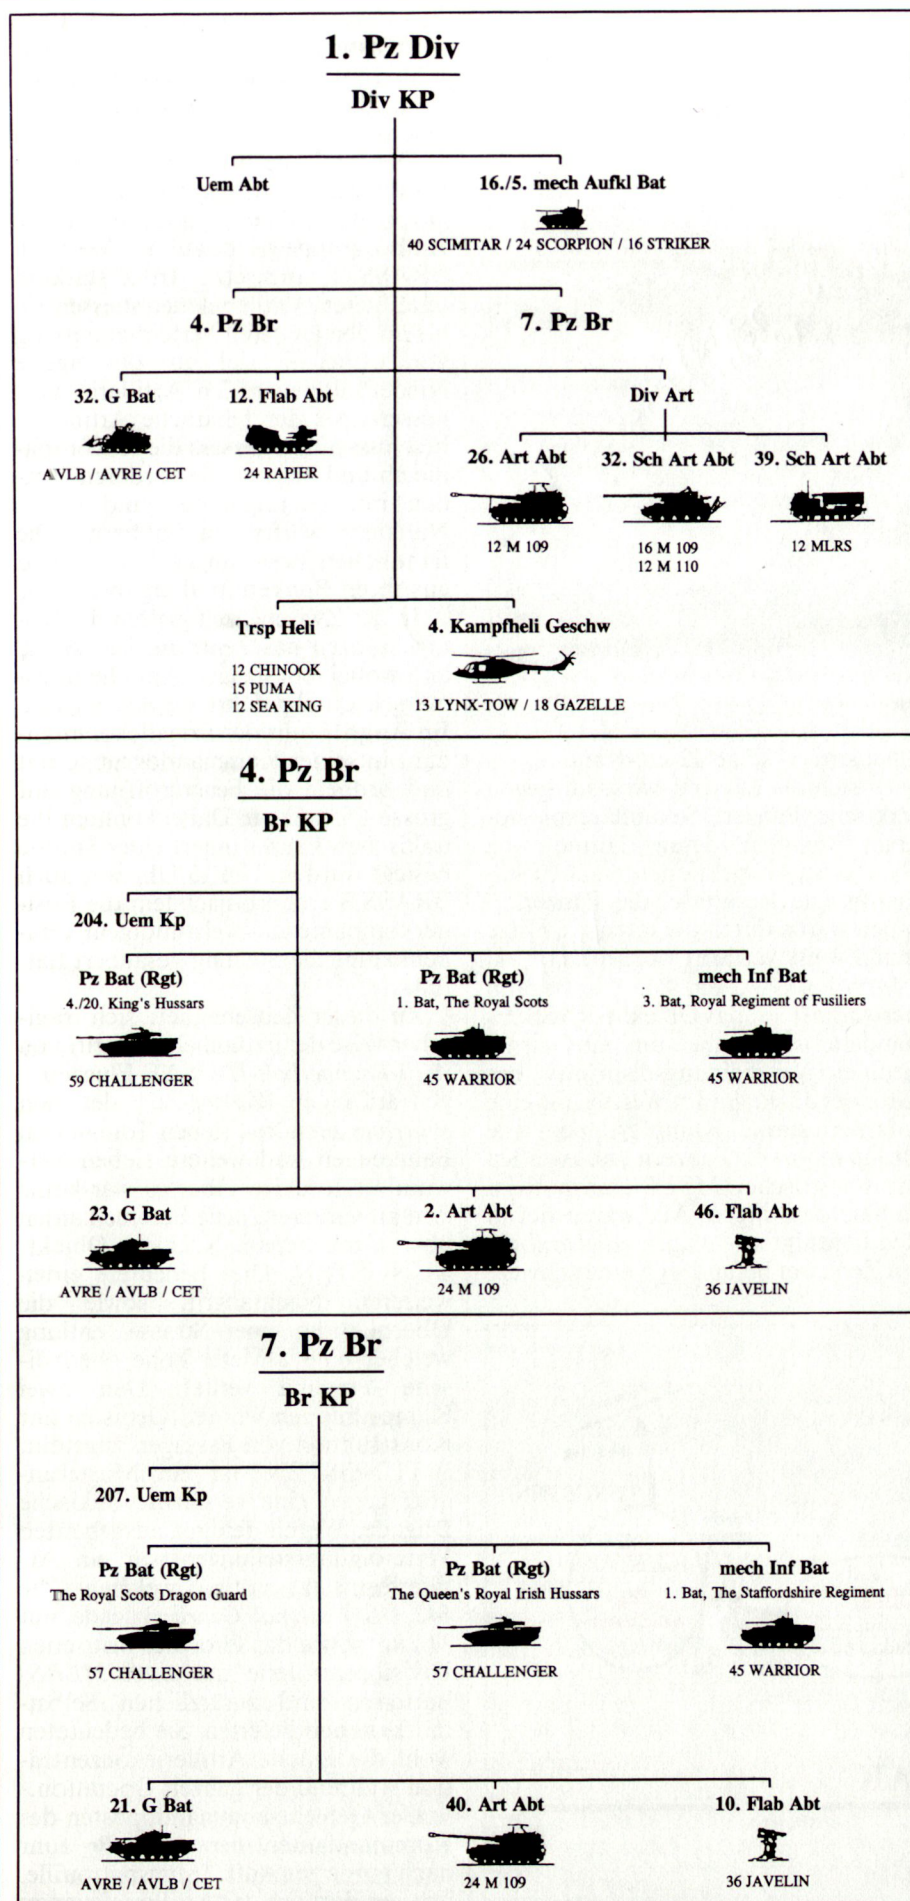 1. Pz Div
Div KP
Uem Abt
16./5. mech Aufkl Bat
40 SCIMITAR / 24 SCORPION / 16 STRIKER
4. Pz Br
7. Pz Br
32. G Bat
12. Flab Abt
Div Art
AVLB / AVRE / CET
24 RAPIER
26. Art Abt
32. Sch Art Abt
39. Sch Art Abt
12 M 109
16 M 109
12 M 110
12 MLRS
Trsp Heli
4. Kampfheli Geschw
12 CHINOOK
15 PUMA
12 SEA KING
13 LYNX-TOW / 18 GAZELLE
4. Pz Br
Br KP
204. Uem Kp
Pz Bat (Rgt)
4./20. King's Hussars
59 CHALLENGER
Pz Bat (Rgt)
1. Bat, The Royal Scots
45 WARRIOR
mech Inf Bat
3. Bat, Royal Regiment of Fusiliers
45 WARRIOR
23. G Bat
AVRE / AVLB / CET
2. Art Abt
24 M 109
46. Flab Abt
36 JAVELIN
7. Pz Br
Br KP
207. Uem Kp
Pz Bat (Rgt)
The Royal Scots Dragon Guard
57 CHALLENGER
Pz Bat (Rgt)
The Queen's Royal Irish Hussars
57 CHALLENGER
mech Inf Bat
1. Bat, The Staffordshire Regiment
45 WARRIOR
21. G Bat
AVRE / AVLB / CET
40. Art Abt
24 M 109
10. Flab Abt
36 JAVELIN